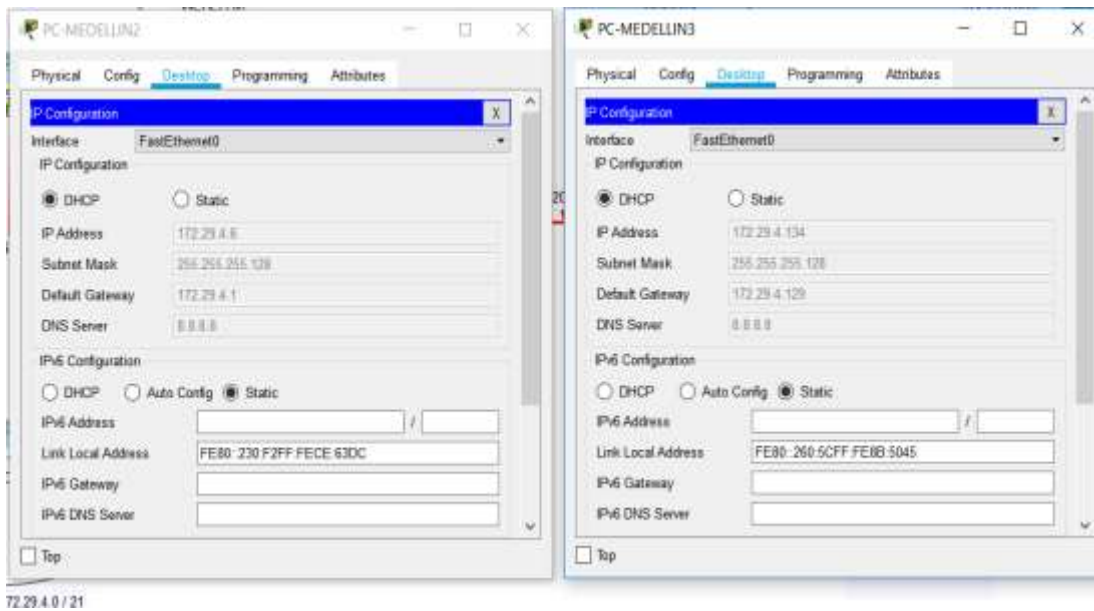 PC-MEDELLIN2
Physical Config Desktop Programming Attributes
IP Configuration X
Interface FastEthernet0
IP Configuration
DHCP Static
IP Address 172.29.4.6
Subnet Mask 255.255.255.128
Default Gateway 172.29.4.1
DNS Server 8.8.8.8
IPv6 Configuration
DHCP Auto Config Static
IPv6 Address /
Link Local Address FE80::230:F2FF:FECE:63DC
IPv6 Gateway
IPv6 DNS Server
Top
PC-MEDELLIN3
Physical Config Desktop Programming Attributes
IP Configuration X
Interface FastEthernet0
IP Configuration
DHCP Static
IP Address 172.29.4.134
Subnet Mask 255.255.255.128
Default Gateway 172.29.4.129
DNS Server 8.8.8.8
IPv6 Configuration
DHCP Auto Config Static
IPv6 Address /
Link Local Address FE80::260:5CFF:FE8B:5045
IPv6 Gateway
IPv6 DNS Server
Top
72.29.4.0 / 21